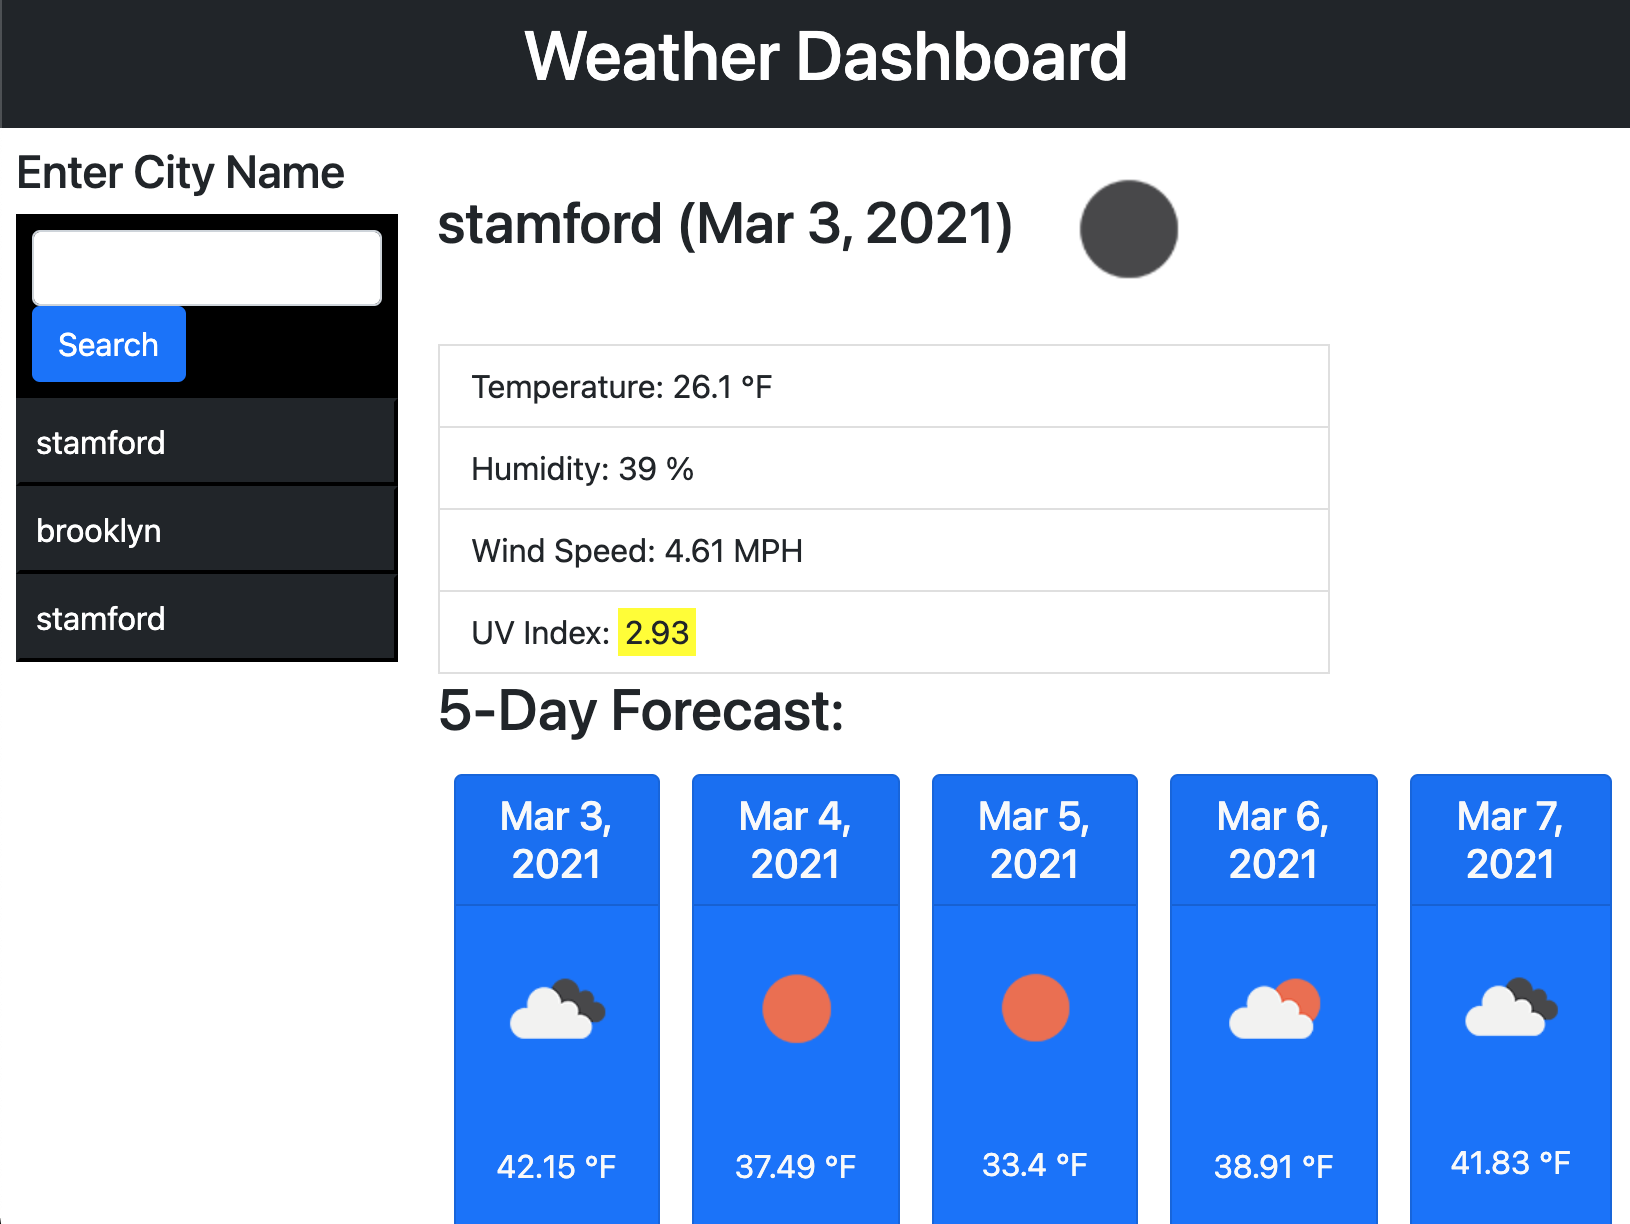 Weather Dashboard
Enter City Name
Search
stamford
brooklyn
stamford
stamford (Mar 3, 2021)
Temperature: 26.1 °F
Humidity: 39 %
Wind Speed: 4.61 MPH
UV Index: 2.93
5-Day Forecast:
Mar 3,
2021
42.15 °F
Mar 4,
2021
37.49 °F
Mar 5,
2021
33.4 °F
Mar 6,
2021
38.91 °F
Mar 7,
2021
41.83 °F